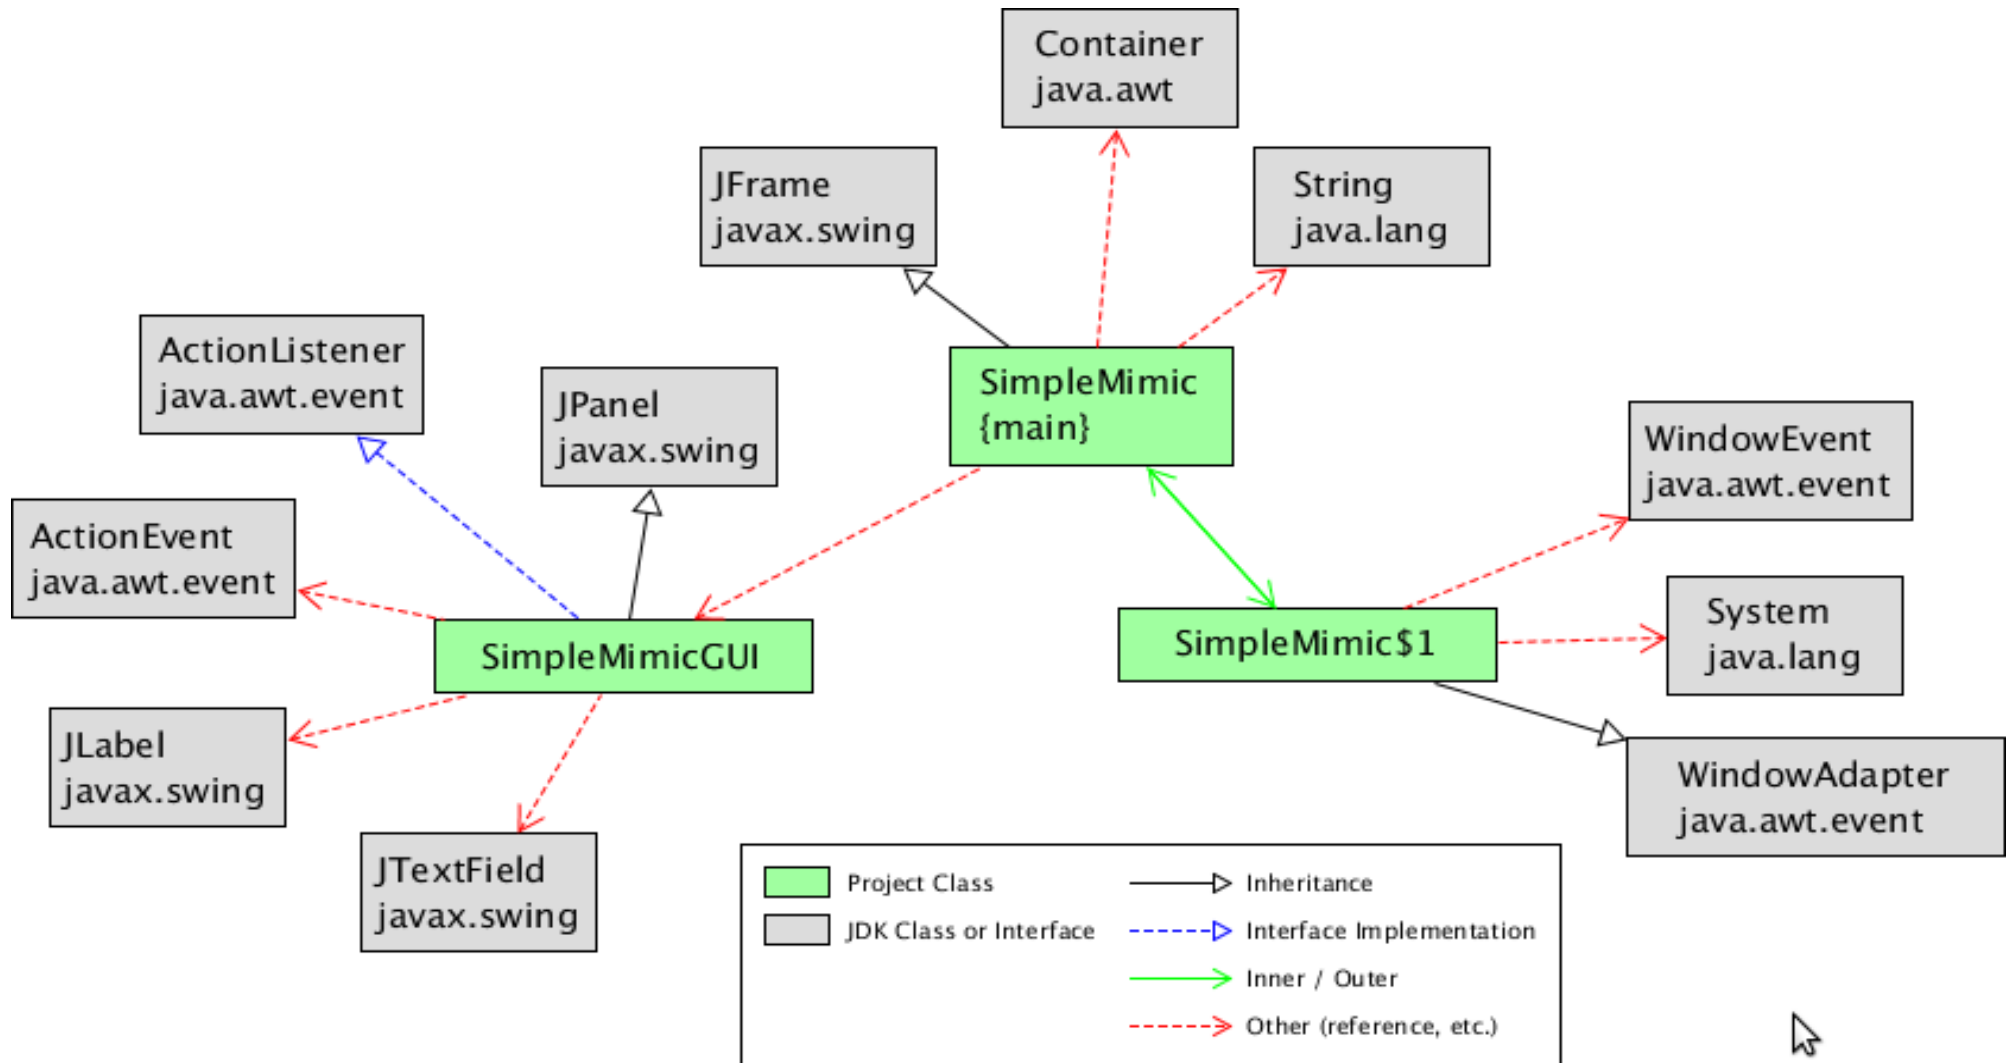 Container
java.awt
JFrame
javax.swing
String
java.lang
ActionListener
java.awt.event
JPanel
javax.swing
SimpleMimic
{main}
WindowEvent
java.awt.event
ActionEvent
java.awt.event
SimpleMimicGUI
SimpleMimic$1
System
java.lang
JLabel
javax.swing
WindowAdapter
java.awt.event
JTextField
javax.swing
Project Class
JDK Class or Interface
Inheritance
Interface Implementation
Inner / Outer
Other (reference, etc.)